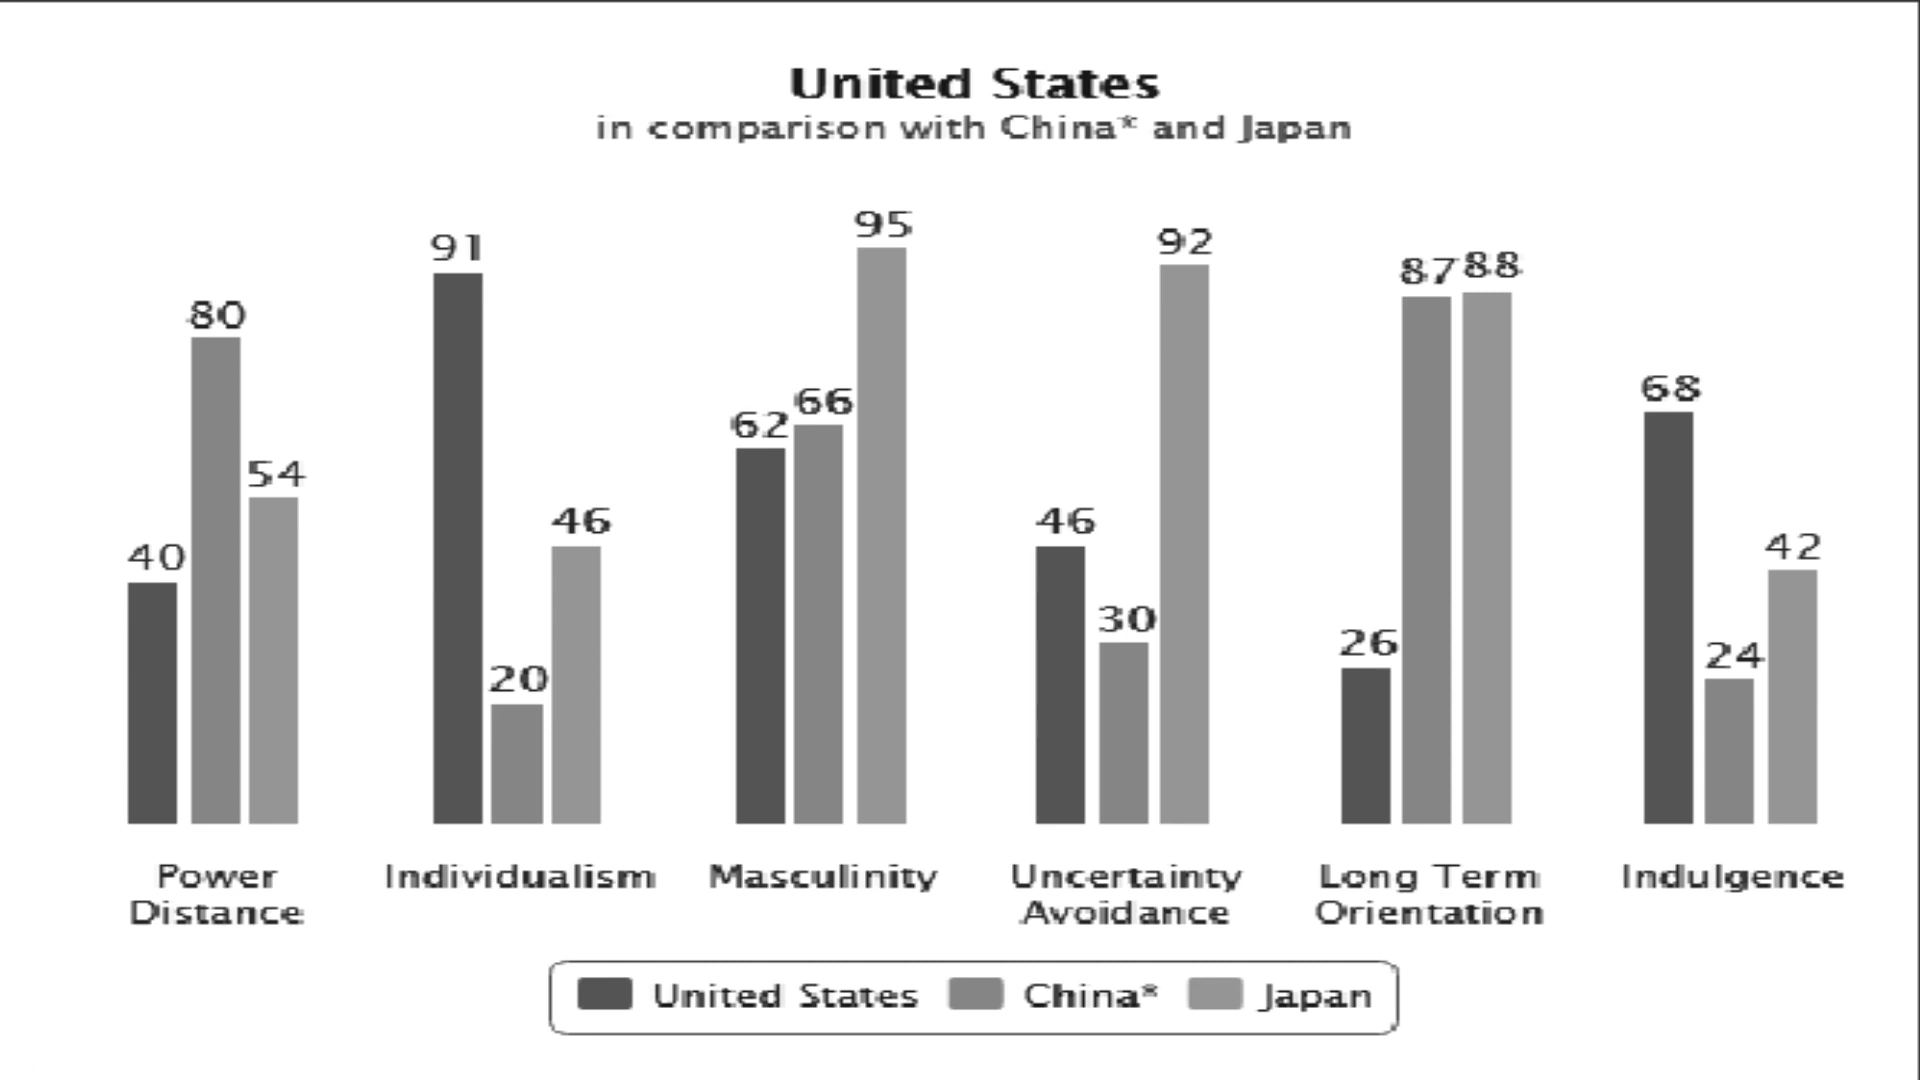 United States
in comparison with China* and Japan
40
80
54
91
20
46
62
66
95
46
30
92
26
87
88
68
24
42
Power
Distance
Individualism
Masculinity
Uncertainty
Avoidance
Long Term
Orientation
Indulgence
United States China* Japan